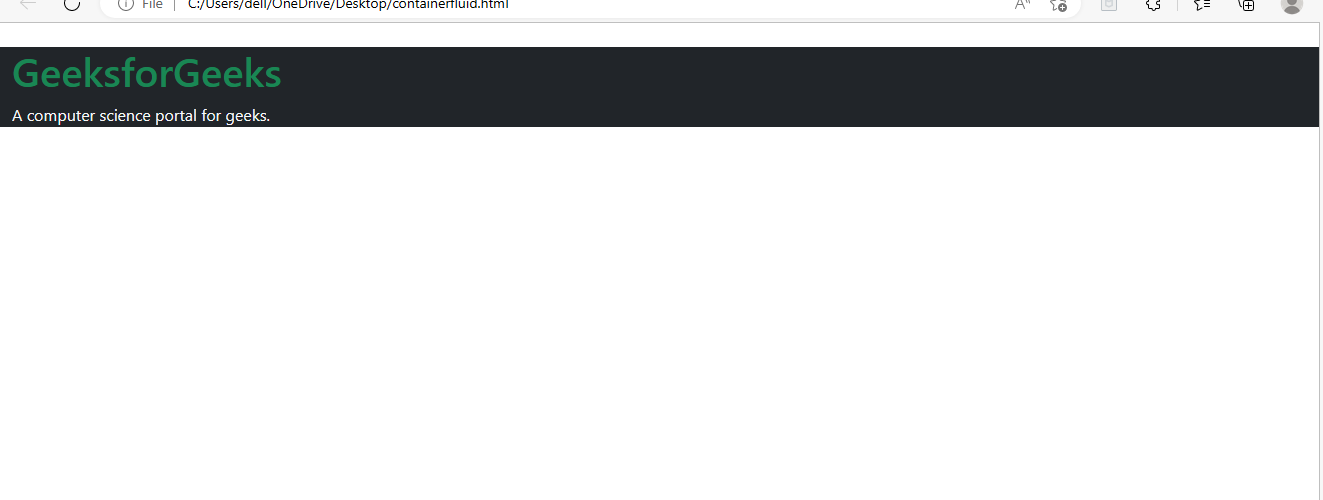 File
C:/Users/dell/OneDrive/Desktop/containerfluid.html
GeeksforGeeks
A computer science portal for geeks.